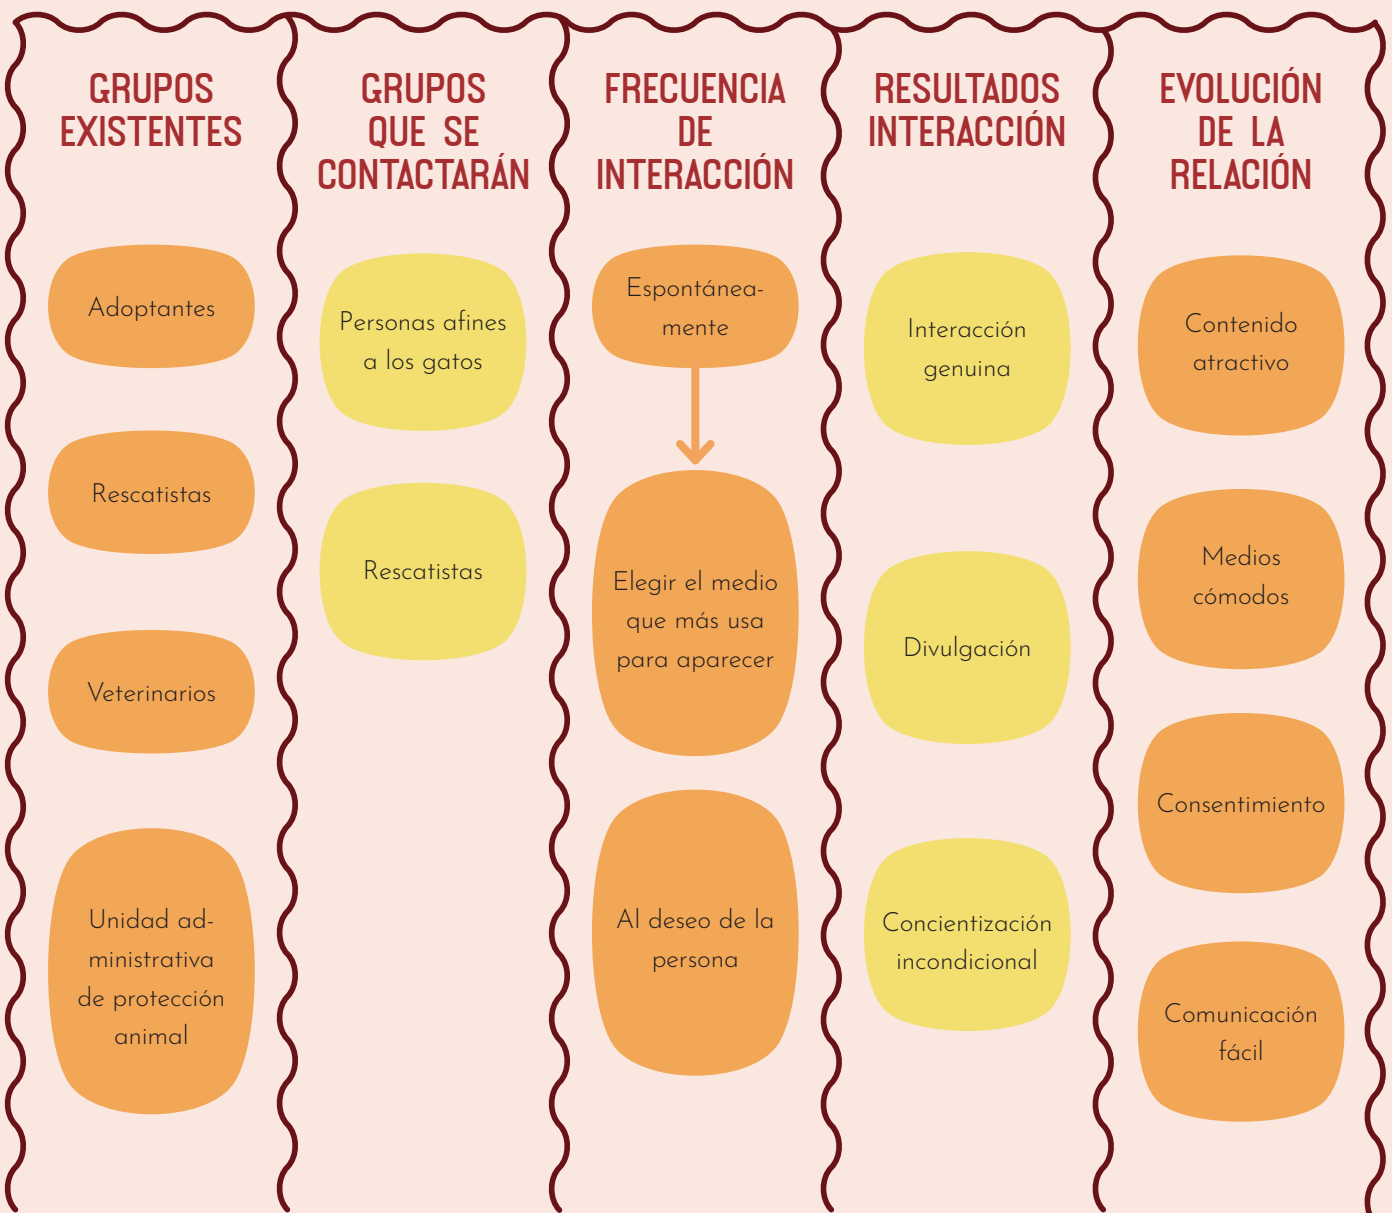 GRUPOS
EXISTENTES
Adoptantes
Rescatistas
Veterinarios
Unidad ad-
ministrativa
de protección
animal
GRUPOS
QUE SE
CONTACTARÁN
Personas afines
a los gatos
Rescatistas
FRECUENCIA
DE
INTERACCIÓN
Espontánea-
mente
Elegir el medio
que más usa
para aparecer
Al deseo de la
persona
RESULTADOS
INTERACCIÓN
Interacción
genuina
Divulgación
Concientización
incondicional
EVOLUCIÓN
DE LA
RELACIÓN
Contenido
atractivo
Medios
cómodos
Consentimiento
Comunicación
fácil